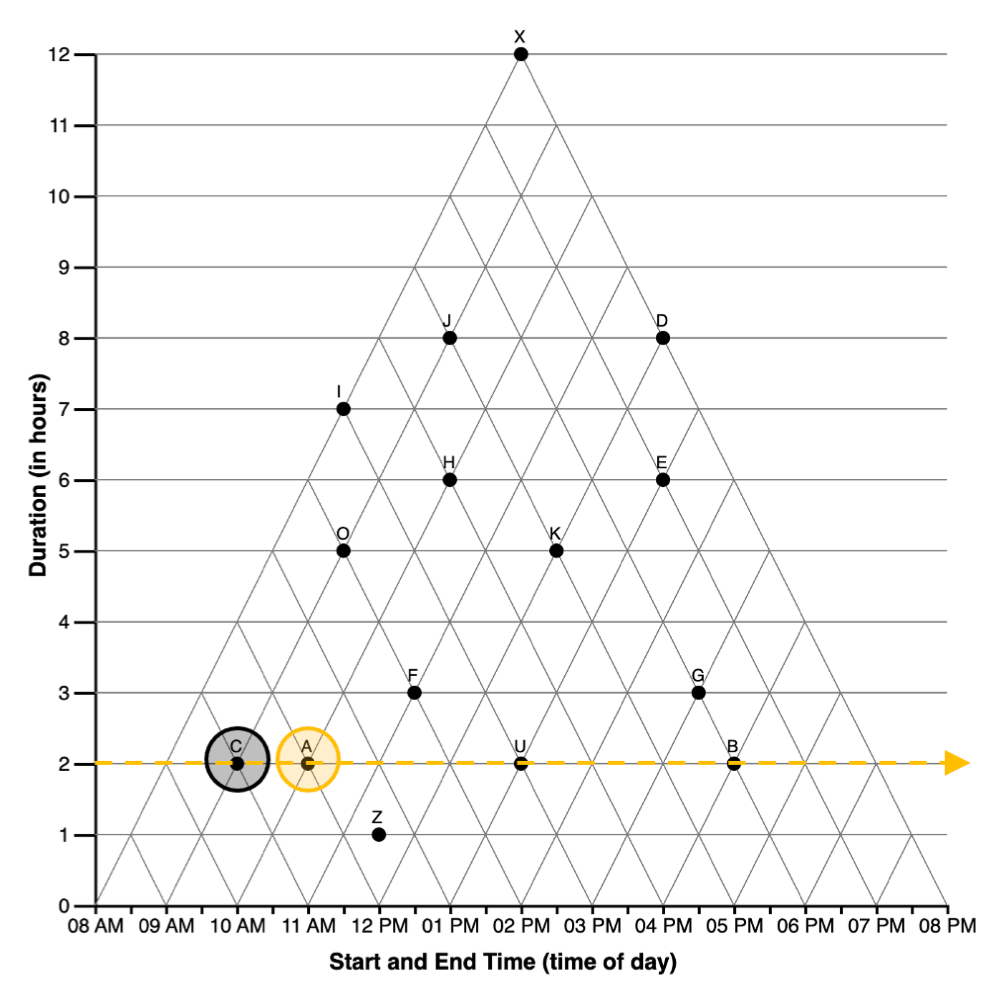 X
12
11
10
9
J D
8
I
7
H E
6
O K
5
4
F G
3
C A U B
2
Z
1
0
08 AM 09 AM 10 AM 11 AM 12 PM 01 PM 02 PM 03 PM 04 PM 05 PM 06 PM 07 PM 08 PM
Start and End Time (time of day)
Duration (in hours)